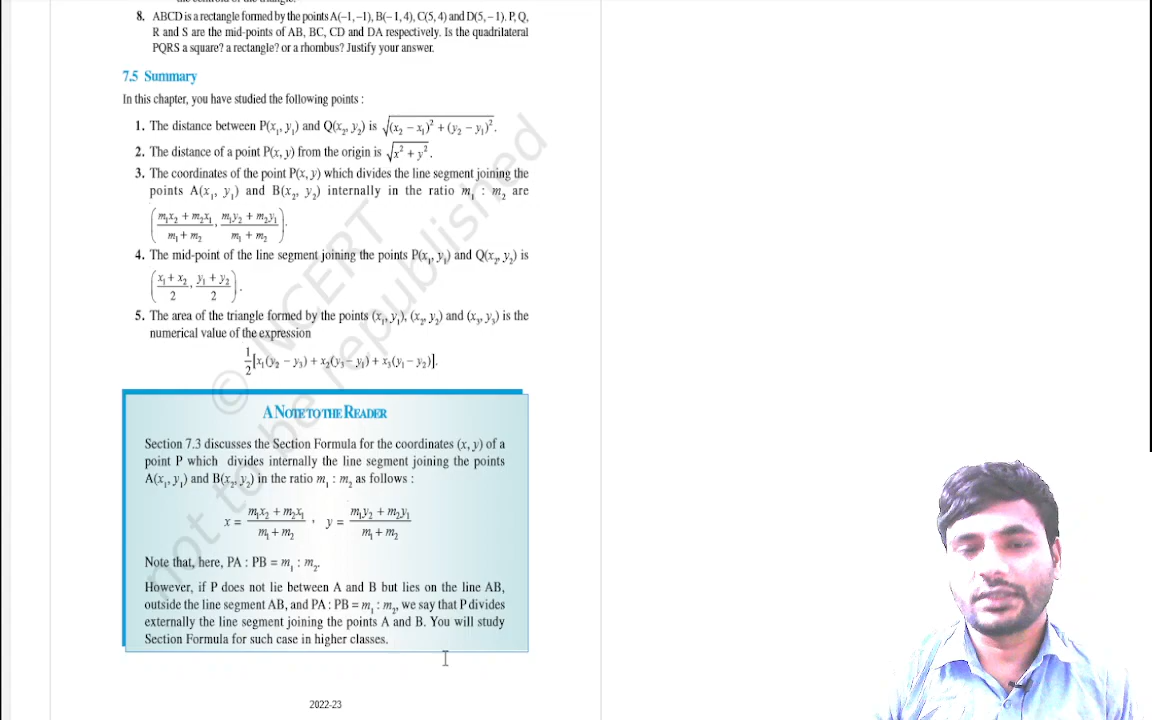 the centroid of the triangle.
8. ABCD is a rectangle formed by the points A(–1, –1), B(– 1, 4), C(5, 4) and D(5, – 1). P, Q,
R and S are the mid-points of AB, BC, CD and DA respectively. Is the quadrilateral
PQRS a square? a rectangle? or a rhombus? Justify your answer.
7.5 Summary
In this chapter, you have studied the following points :
1. The distance between P(x₁, y₁) and Q(x₂, y₂) is √((x₂ – x₁)² + (y₂ – y₁)²).
2. The distance of a point P(x, y) from the origin is √(x² + y²).
3. The coordinates of the point P(x, y) which divides the line segment joining the
points A(x₁, y₁) and B(x₂, y₂) internally in the ratio m₁ : m₂ are
((m₁x₂ + m₂x₁)/(m₁ + m₂), (m₁y₂ + m₂y₁)/(m₁ + m₂)).
4. The mid-point of the line segment joining the points P(x₁, y₁) and Q(x₂, y₂) is
((x₁ + x₂)/2, (y₁ + y₂)/2).
5. The area of the triangle formed by the points (x₁, y₁), (x₂, y₂) and (x₃, y₃) is the
numerical value of the expression
1/2 [x₁(y₂ – y₃) + x₂(y₃ – y₁) + x₃(y₁ – y₂)].
A NOTE TO THE READER
Section 7.3 discusses the Section Formula for the coordinates (x, y) of a
point P which divides internally the line segment joining the points
A(x₁, y₁) and B(x₂, y₂) in the ratio m₁ : m₂ as follows :
x = (m₁x₂ + m₂x₁)/(m₁ + m₂) , y = (m₁y₂ + m₂y₁)/(m₁ + m₂)
Note that, here, PA : PB = m₁ : m₂.
However, if P does not lie between A and B but lies on the line AB,
outside the line segment AB, and PA : PB = m₁ : m₂, we say that P divides
externally the line segment joining the points A and B. You will study
Section Formula for such case in higher classes.
2022-23
© NCERT
not to be republished